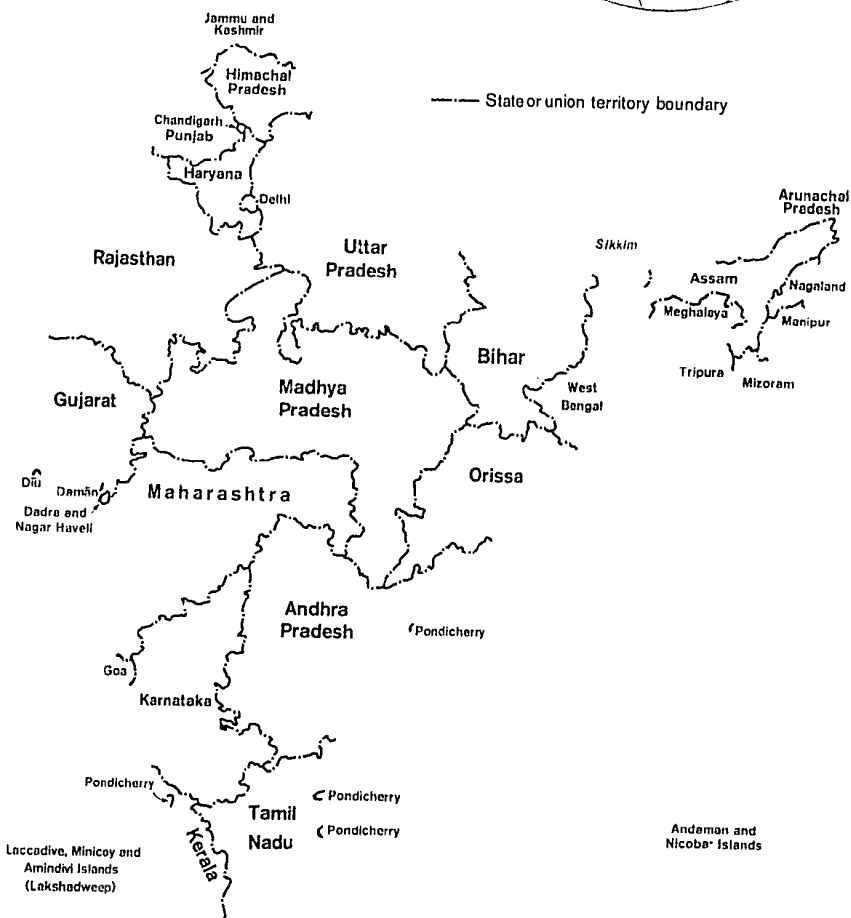 Jammu and
Kashmir
Himachal
Pradesh
State or union territory boundary
Chandigarh
Punjab
Haryana
Delhi
Arunachal
Pradesh
Sikkim
Uttar
Pradesh
Rajasthan
Assam
Nagaland
Meghalaya
Manipur
Bihar
Tripura
Mizoram
Madhya
Pradesh
West
Bengal
Gujarat
Orissa
Diu
Damān
Maharashtra
Dadra and
Nagar Haveli
Andhra
Pradesh
Pondicherry
Goa
Karnataka
Pondicherry
Pondicherry
Tamil
Nadu
Pondicherry
Kerala
Laccadive, Minicoy and
Amindivi Islands
(Lakshadweep)
Andaman and
Nicobar Islands